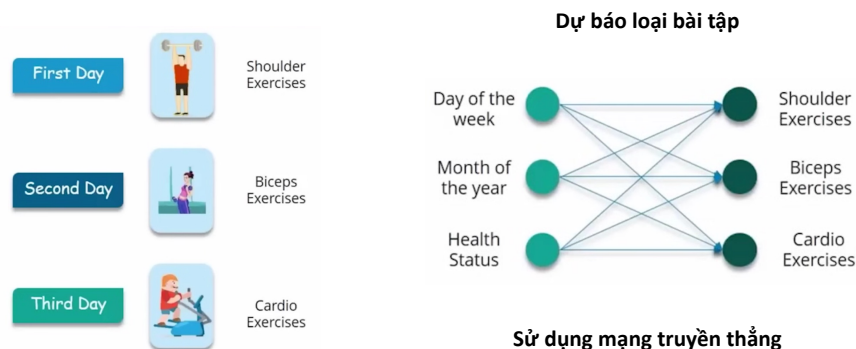 First Day
Shoulder
Exercises
Second Day
Biceps
Exercises
Third Day
Cardio
Exercises
Dự báo loại bài tập
Day of the
week
Shoulder
Exercises
Month of
the year
Biceps
Exercises
Health
Status
Cardio
Exercises
Sử dụng mạng truyền thẳng